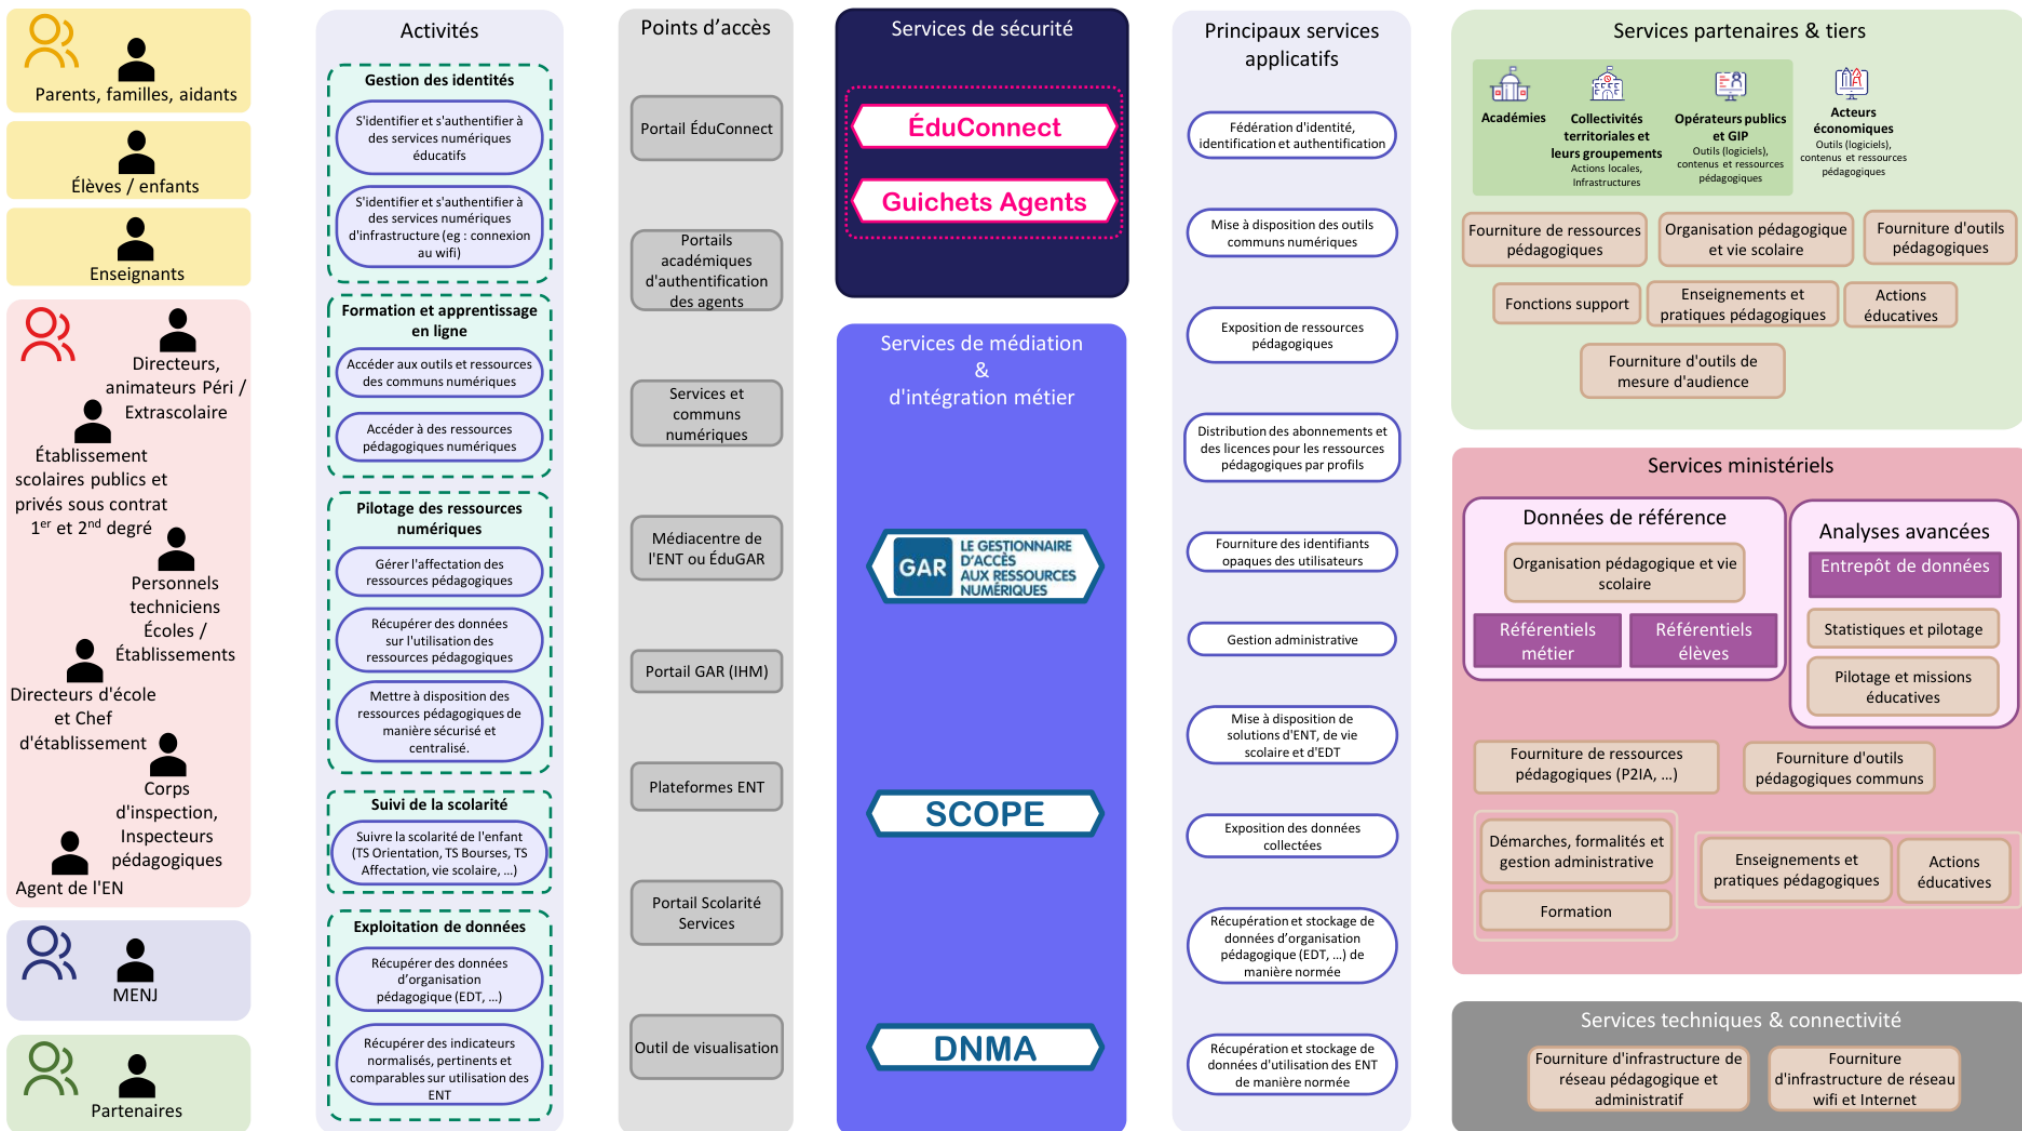 Parents, familles, aidants
Élèves / enfants
Enseignants
Directeurs,
animateurs Péri /
Extrascolaire
Établissement
scolaires publics et
privés sous contrat
1er et 2nd degré
Personnels
techniciens
Écoles /
Établissements
Directeurs d'école
et Chef
d'établissement
Corps
d'inspection,
Inspecteurs
pédagogiques
Agent de l'EN
MENJ
Partenaires
Activités
Gestion des identités
S'identifier et s'authentifier à
des services numériques
éducatifs
S'identifier et s'authentifier à
des services numériques
d'infrastructure (eg : connexion
au wifi)
Formation et apprentissage
en ligne
Accéder aux outils et ressources
des communs numériques
Accéder à des ressources
pédagogiques numériques
Pilotage des ressources
numériques
Gérer l'affectation des
ressources pédagogiques
Récupérer des données
sur l'utilisation des
ressources pédagogiques
Mettre à disposition des
ressources pédagogiques de
manière sécurisé et
centralisé.
Suivi de la scolarité
Suivre la scolarité de l'enfant
(TS Orientation, TS Bourses, TS
Affectation, vie scolaire, ...)
Exploitation de données
Récupérer des données
d’organisation
pédagogique (EDT, ...)
Récupérer des indicateurs
normalisés, pertinents et
comparables sur utilisation des
ENT
Points d’accès
Portail ÉduConnect
Portails
académiques
d'authentification
des agents
Services et
communs
numériques
Médiacentre de
l'ENT ou ÉduGAR
Portail GAR (IHM)
Plateformes ENT
Portail Scolarité
Services
Outil de visualisation
Services de sécurité
ÉduConnect
Guichets Agents
Services de médiation
&
d'intégration métier
GAR
LE GESTIONNAIRE
D'ACCÈS
AUX RESSOURCES
NUMÉRIQUES
SCOPE
DNMA
Principaux services
applicatifs
Fédération d'identité,
identification et authentification
Mise à disposition des outils
communs numériques
Exposition de ressources
pédagogiques
Distribution des abonnements et
des licences pour les ressources
pédagogiques par profils
Fourniture des identifiants
opaques des utilisateurs
Gestion administrative
Mise à disposition de
solutions d'ENT, de vie
scolaire et d'EDT
Exposition des données
collectées
Récupération et stockage de
données d’organisation
pédagogique (EDT, ...) de
manière normée
Récupération et stockage de
données d'utilisation des ENT
de manière normée
Services partenaires & tiers
Académies
Collectivités
territoriales et
leurs groupements
Actions locales,
Infrastructures
Opérateurs publics
et GIP
Outils (logiciels),
contenus et ressources
pédagogiques
Acteurs
économiques
Outils (logiciels),
contenus et ressources
pédagogiques
Fourniture de ressources
pédagogiques
Organisation pédagogique
et vie scolaire
Fourniture d'outils
pédagogiques
Fonctions support
Enseignements et
pratiques pédagogiques
Actions
éducatives
Fourniture d'outils de
mesure d'audience
Services ministériels
Données de référence
Organisation pédagogique et vie
scolaire
Référentiels
métier
Référentiels
élèves
Analyses avancées
Entrepôt de données
Statistiques et pilotage
Pilotage et missions
éducatives
Fourniture de ressources
pédagogiques (P2IA, ...)
Fourniture d'outils
pédagogiques communs
Démarches, formalités et
gestion administrative
Formation
Enseignements et
pratiques pédagogiques
Actions
éducatives
Services techniques & connectivité
Fourniture d'infrastructure de
réseau pédagogique et
administratif
Fourniture
d'infrastructure de réseau
wifi et Internet